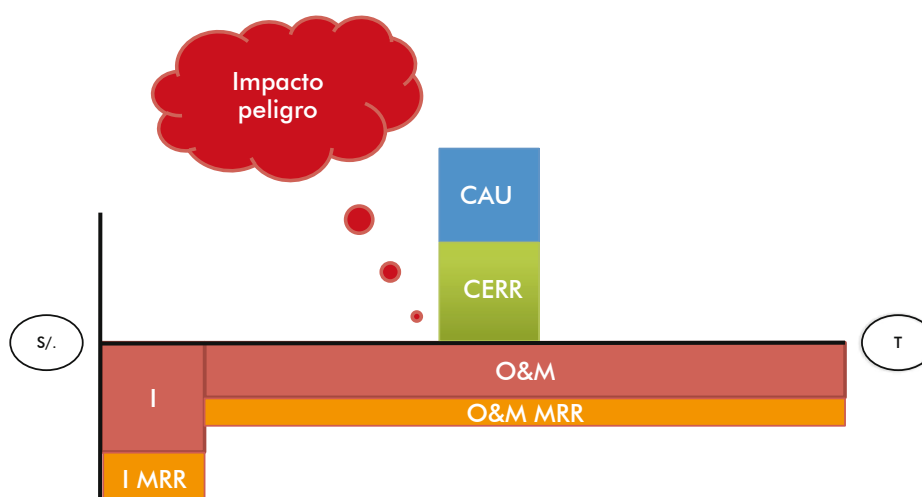 Impacto
peligro
CAU
CERR
S/.
T
O&M
I
O&M MRR
I MRR